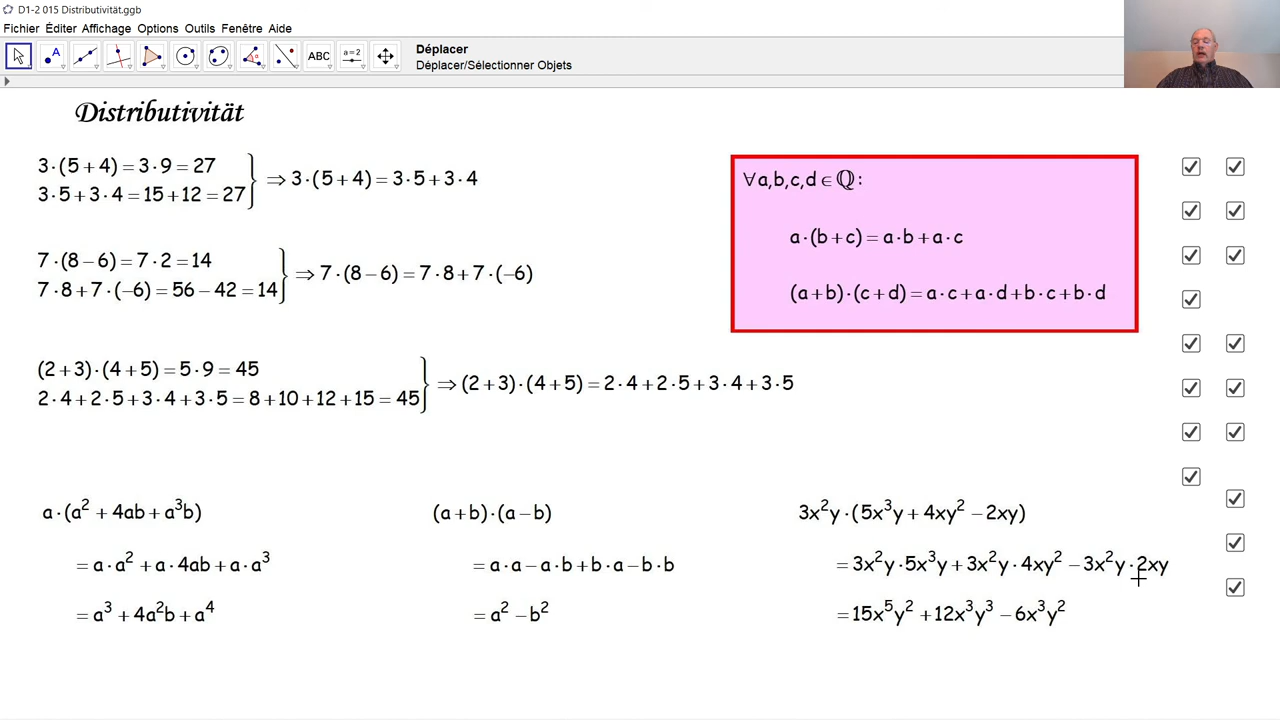 D1-2 015 Distributivität.ggb
Fichier Éditer Affichage Options Outils Fenêtre Aide
A ABC a=2 Déplacer
Déplacer/Sélectionner Objets
Distributivität
3·(5+4)=3·9=27
3·5+3·4=15+12=27
⇒3·(5+4)=3·5+3·4
7·(8−6)=7·2=14
7·8+7·(−6)=56−42=14
⇒7·(8−6)=7·8+7·(−6)
(2+3)·(4+5)=5·9=45
2·4+2·5+3·4+3·5=8+10+12+15=45
⇒(2+3)·(4+5)=2·4+2·5+3·4+3·5
∀a,b,c,d∈ℚ:
a·(b+c)=a·b+a·c
(a+b)·(c+d)=a·c+a·d+b·c+b·d
a·(a²+4ab+a³b)
=a·a²+a·4ab+a·a³
=a³+4a²b+a⁴
(a+b)·(a−b)
=a·a−a·b+b·a−b·b
=a²−b²
3x²y·(5x³y+4xy²−2xy)
=3x²y·5x³y+3x²y·4xy²−3x²y·2xy
=15x⁵y²+12x³y³−6x³y²